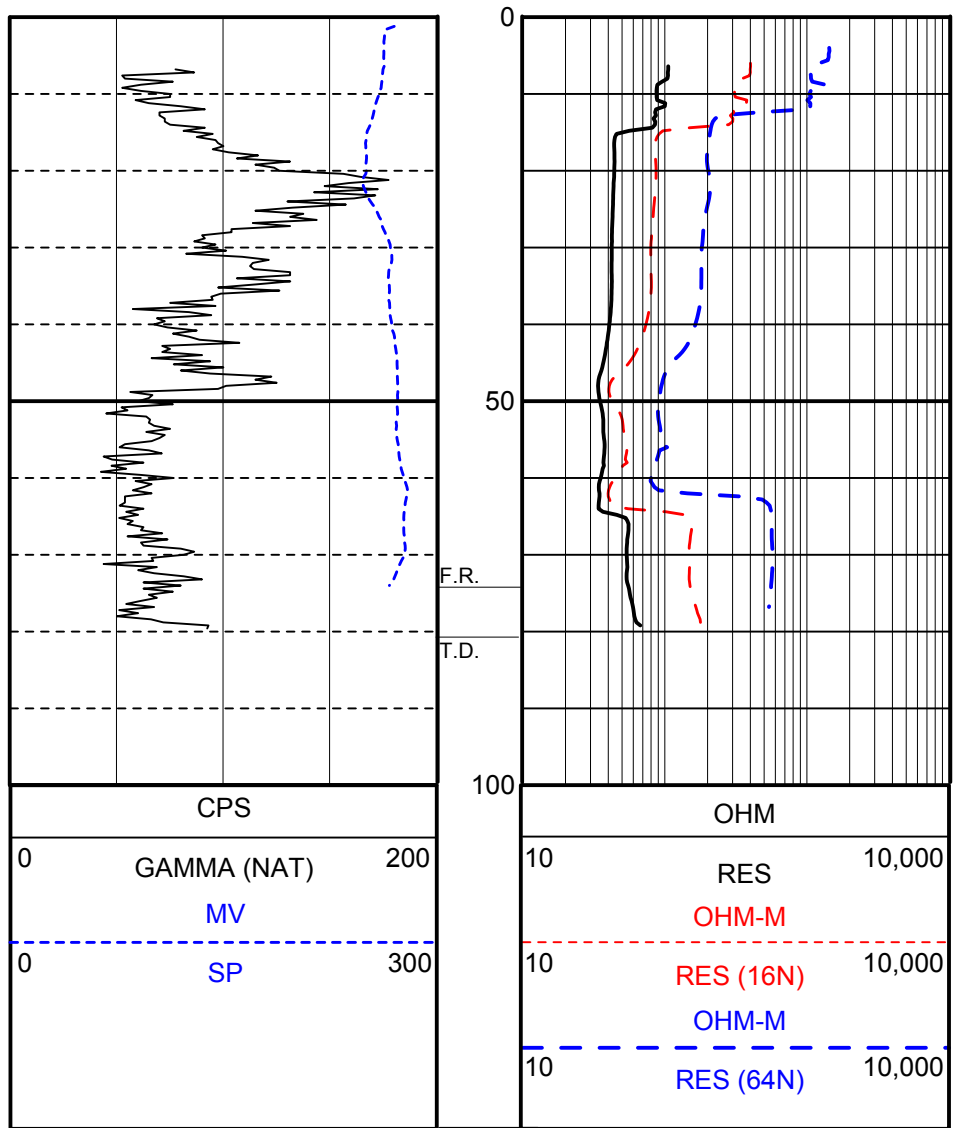 0
50
F.R.
T.D.
100
CPS
0 200
GAMMA (NAT)
MV
0 300
SP
OHM
10 10,000
RES
OHM-M
10 10,000
RES (16N)
OHM-M
10 10,000
RES (64N)